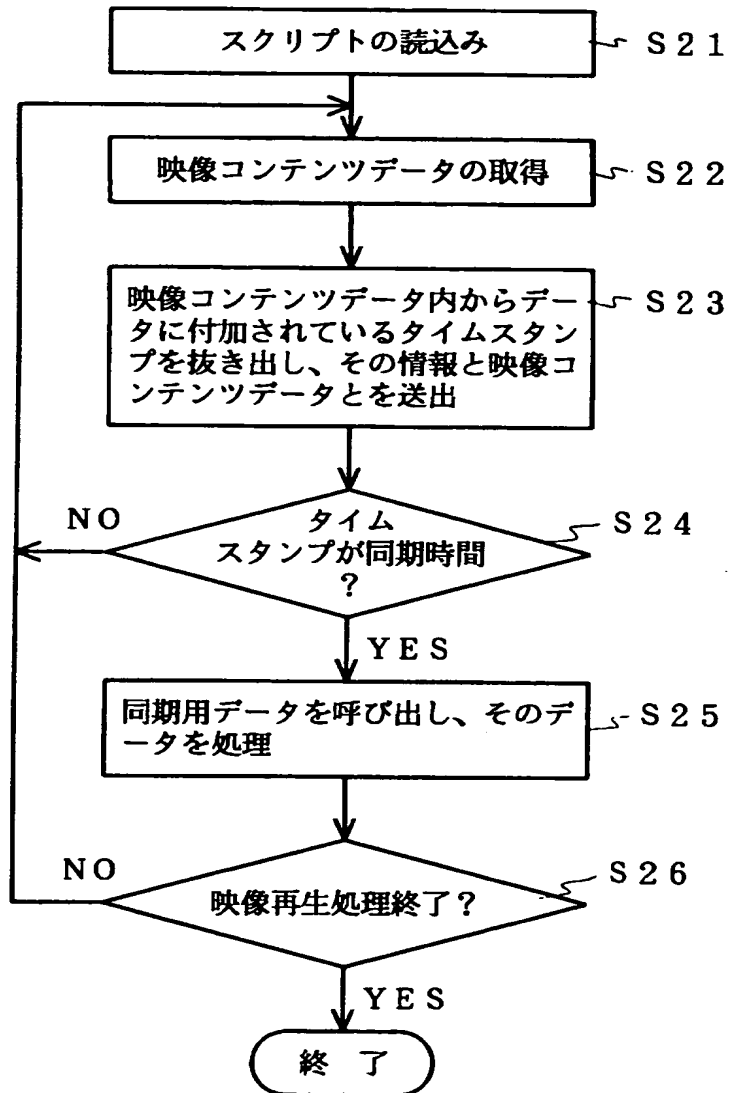 スクリプトの読込み
S21
映像コンテンツデータの取得
S22
映像コンテンツデータ内からデー
タに付加されているタイムスタン
プを抜き出し、その情報と映像コ
ンテンツデータとを送出
S23
NO
タイム
スタンプが同期時間
?
S24
YES
同期用データを呼び出し、そのデ
ータを処理
S25
NO
映像再生処理終了?
S26
YES
終 了